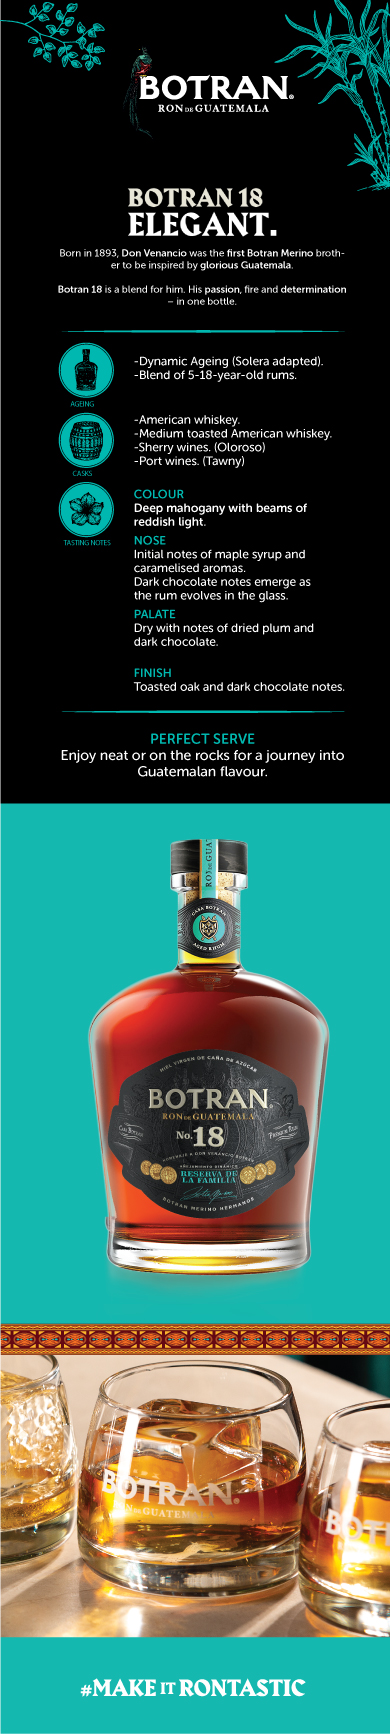 BOTRAN®
RON DE GUATEMALA
BOTRAN 18
ELEGANT.
Born in 1893, Don Venancio was the first Botran Merino broth-
er to be inspired by glorious Guatemala.
Botran 18 is a blend for him. His passion, fire and determination
– in one bottle.
-Dynamic Ageing (Solera adapted).
-Blend of 5-18-year-old rums.
AGEING
-American whiskey.
-Medium toasted American whiskey.
-Sherry wines. (Oloroso)
-Port wines. (Tawny)
CASKS
COLOUR
Deep mahogany with beams of
reddish light.
TASTING NOTES
NOSE
Initial notes of maple syrup and
caramelised aromas.
Dark chocolate notes emerge as
the rum evolves in the glass.
PALATE
Dry with notes of dried plum and
dark chocolate.
FINISH
Toasted oak and dark chocolate notes.
PERFECT SERVE
Enjoy neat or on the rocks for a journey into
Guatemalan flavour.
RON DE GUA
CASA BOTRAN
AGED RHUM
MIEL VIRGEN DE CAÑA DE AZÚCAR
BOTRAN®
RON DE GUATEMALA
Casa Botran
No.18
Premium Rum
HOMENAJE A DON VENANCIO BOTRAN
AÑEJAMIENTO DINÁMICO
RESERVA DE
LA FAMILIA
BOTRAN MERINO HERMANOS
BOTRAN®
N DE GUATEM
BOT
#MAKE IT RONTASTIC